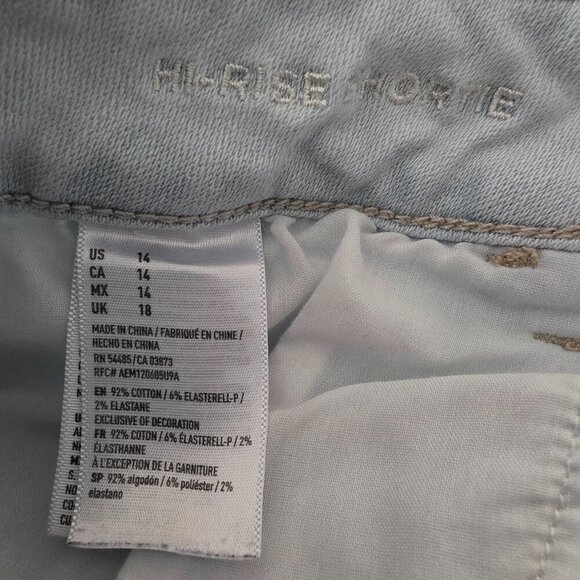 HI-RISE SHORTIE
US 14
CA 14
MX 14
UK 18
MADE IN CHINA / FABRIQUÉ EN CHINE /
HECHO EN CHINA
RN 54485 / CA 03873
RFC# AEM120605U9A
EN 92% COTTON / 6% ELASTERELL-P /
2% ELASTANE
EXCLUSIVE OF DECORATION
FR 92% COTON / 6% ÉLASTERELL-P / 2%
ÉLASTHANNE
À L'EXCEPTION DE LA GARNITURE
SP 92% algodón / 6% poliéster / 2%
elastano